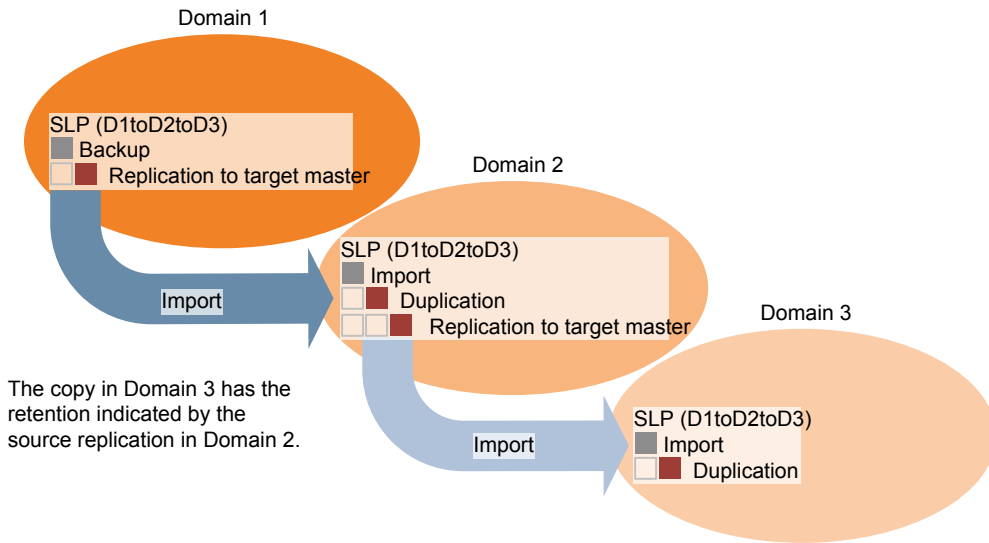 Domain 1
SLP (D1toD2toD3)
Backup
Replication to target master
Import
Domain 2
SLP (D1toD2toD3)
Import
Duplication
Replication to target master
Import
Domain 3
SLP (D1toD2toD3)
Import
Duplication
The copy in Domain 3 has the
retention indicated by the
source replication in Domain 2.